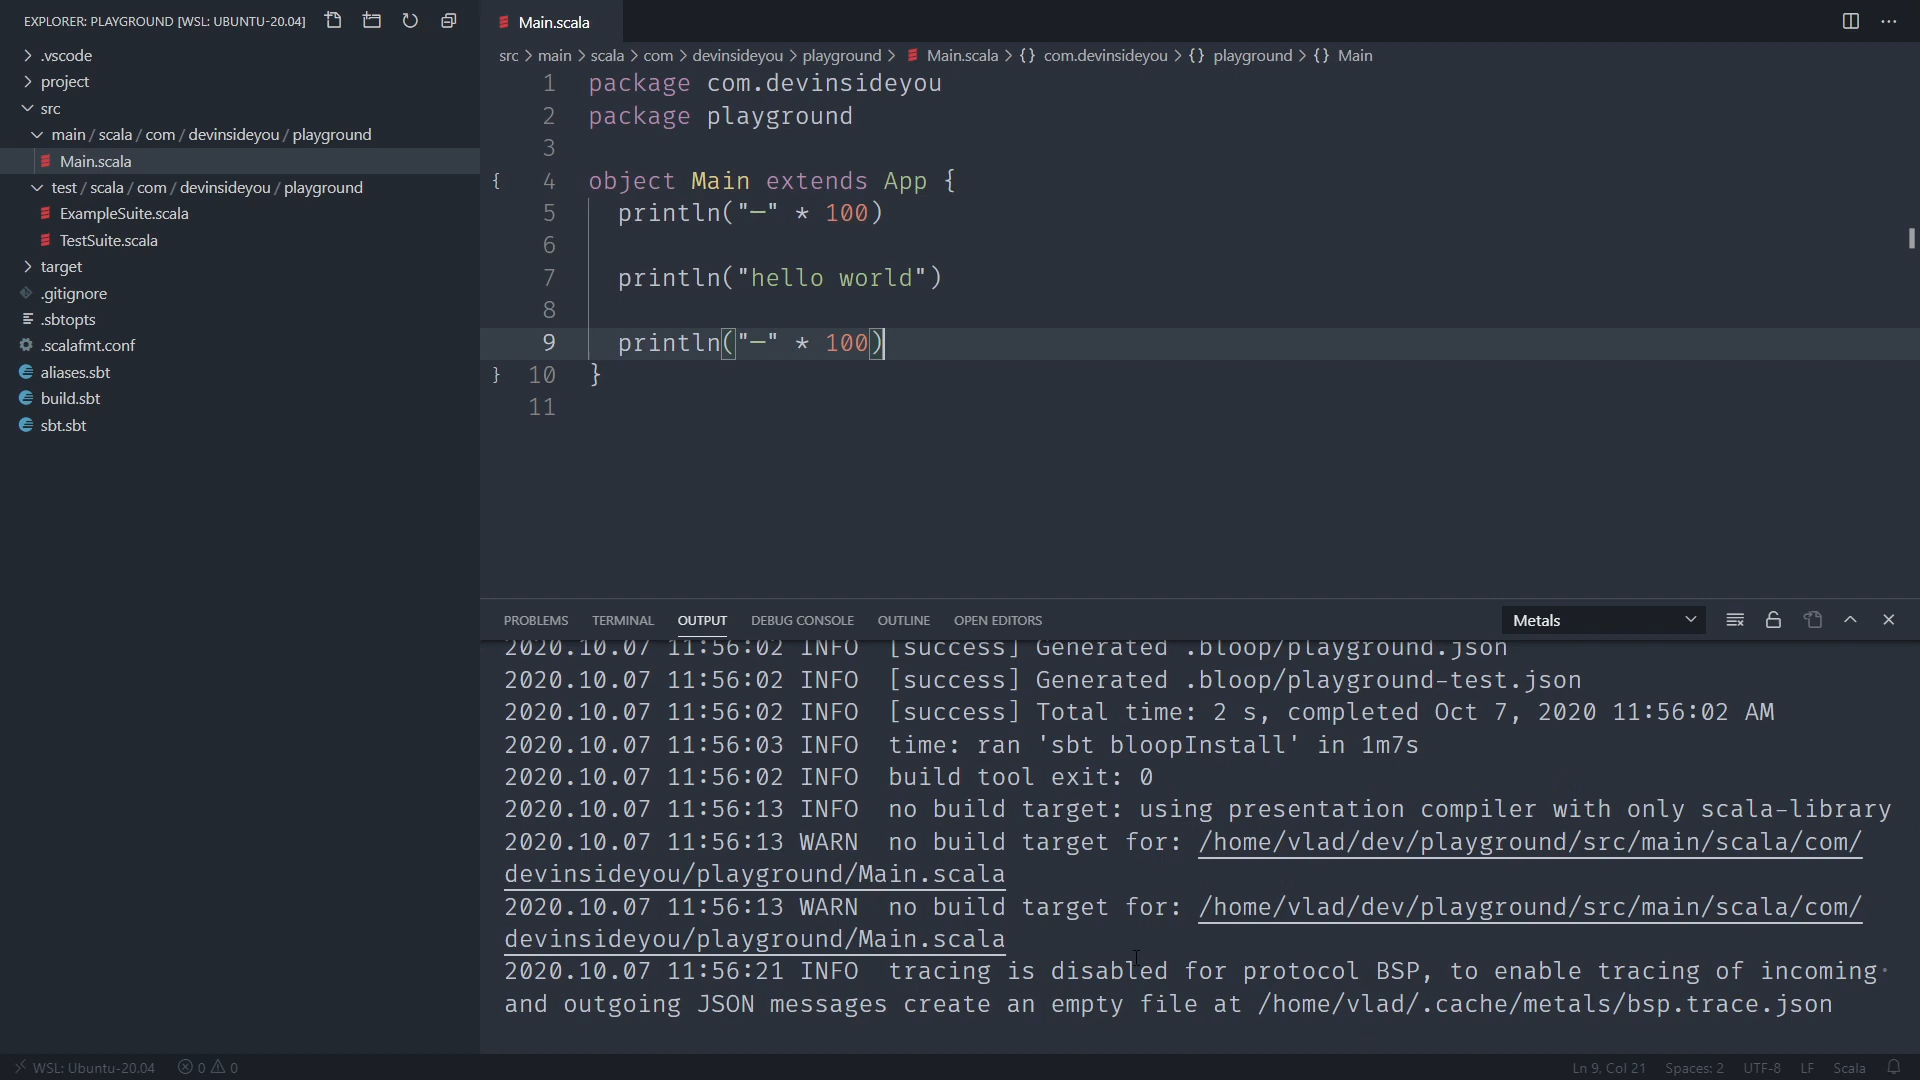 EXPLORER: PLAYGROUND [WSL: UBUNTU-20.04]
.vscode
project
src
main / scala / com / devinsideyou / playground
Main.scala
test / scala / com / devinsideyou / playground
ExampleSuite.scala
TestSuite.scala
target
.gitignore
.sbtopts
.scalafmt.conf
aliases.sbt
build.sbt
sbt.sbt
Main.scala
src > main > scala > com > devinsideyou > playground > Main.scala > {} com.devinsideyou > {} playground > {} Main
1 package com.devinsideyou
2 package playground
3
{ 4 object Main extends App {
5 println("—" * 100)
6
7 println("hello world")
8
9 println("—" * 100)
} 10 }
11
PROBLEMS TERMINAL OUTPUT DEBUG CONSOLE OUTLINE OPEN EDITORS Metals
2020.10.07 11:56:02 INFO [success] Generated .bloop/playground.json
2020.10.07 11:56:02 INFO [success] Generated .bloop/playground-test.json
2020.10.07 11:56:02 INFO [success] Total time: 2 s, completed Oct 7, 2020 11:56:02 AM
2020.10.07 11:56:03 INFO time: ran 'sbt bloopInstall' in 1m7s
2020.10.07 11:56:02 INFO build tool exit: 0
2020.10.07 11:56:13 INFO no build target: using presentation compiler with only scala-library
2020.10.07 11:56:13 WARN no build target for: /home/vlad/dev/playground/src/main/scala/com/
devinsideyou/playground/Main.scala
2020.10.07 11:56:13 WARN no build target for: /home/vlad/dev/playground/src/main/scala/com/
devinsideyou/playground/Main.scala
2020.10.07 11:56:21 INFO tracing is disabled for protocol BSP, to enable tracing of incoming·
and outgoing JSON messages create an empty file at /home/vlad/.cache/metals/bsp.trace.json
WSL: Ubuntu-20.04 0 0 Ln 9, Col 21 Spaces: 2 UTF-8 LF Scala